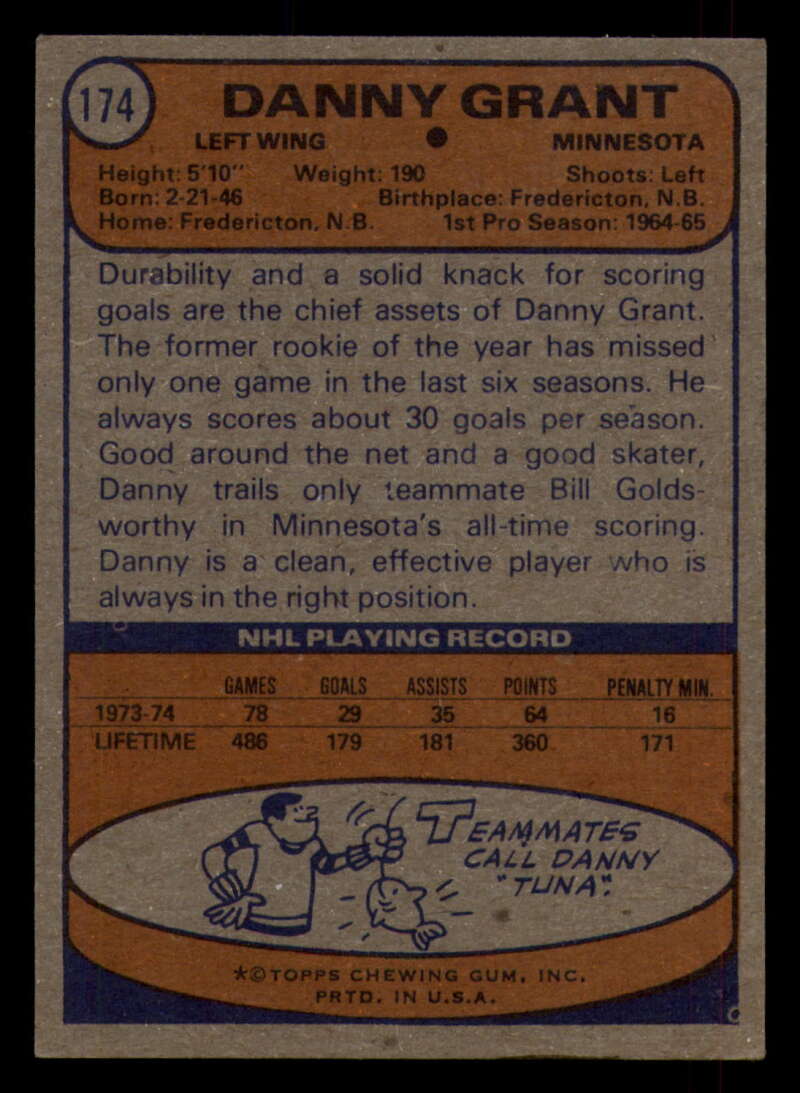 174
DANNY GRANT
LEFT WING ● MINNESOTA
Height: 5'10" Weight: 190 Shoots: Left
Born: 2-21-46 Birthplace: Fredericton, N.B.
Home: Fredericton, N.B. 1st Pro Season: 1964-65
Durability and a solid knack for scoring
goals are the chief assets of Danny Grant.
The former rookie of the year has missed
only one game in the last six seasons. He
always scores about 30 goals per season.
Good around the net and a good skater,
Danny trails only teammate Bill Golds-
worthy in Minnesota's all-time scoring.
Danny is a clean, effective player who is
always in the right position.
NHL PLAYING RECORD
GAMES GOALS ASSISTS POINTS PENALTY MIN.
1973-74 78 29 35 64 16
LIFETIME 486 179 181 360 171
TEAMMATES
CALL DANNY
"TUNA".
*©TOPPS CHEWING GUM, INC.
PRTD. IN U.S.A.